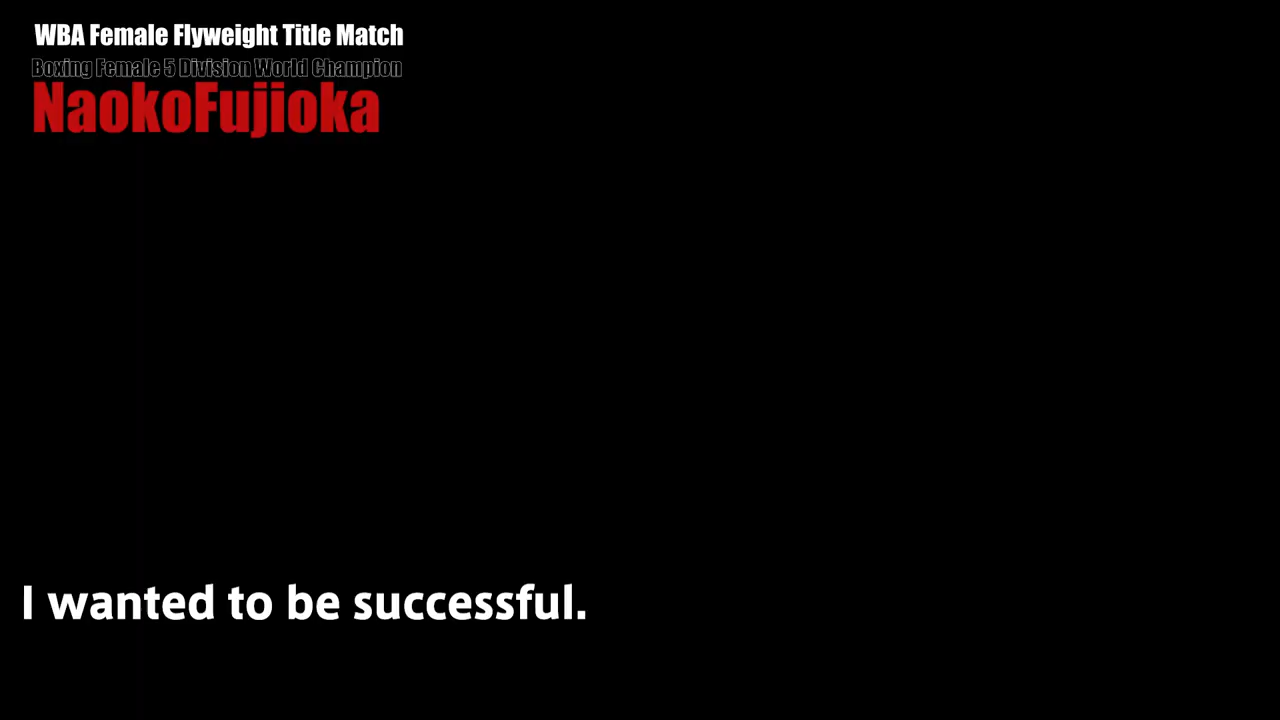 WBA Female Flyweight Title Match
Boxing Female 5 Division World Champion
NaokoFujioka
I wanted to be successful.